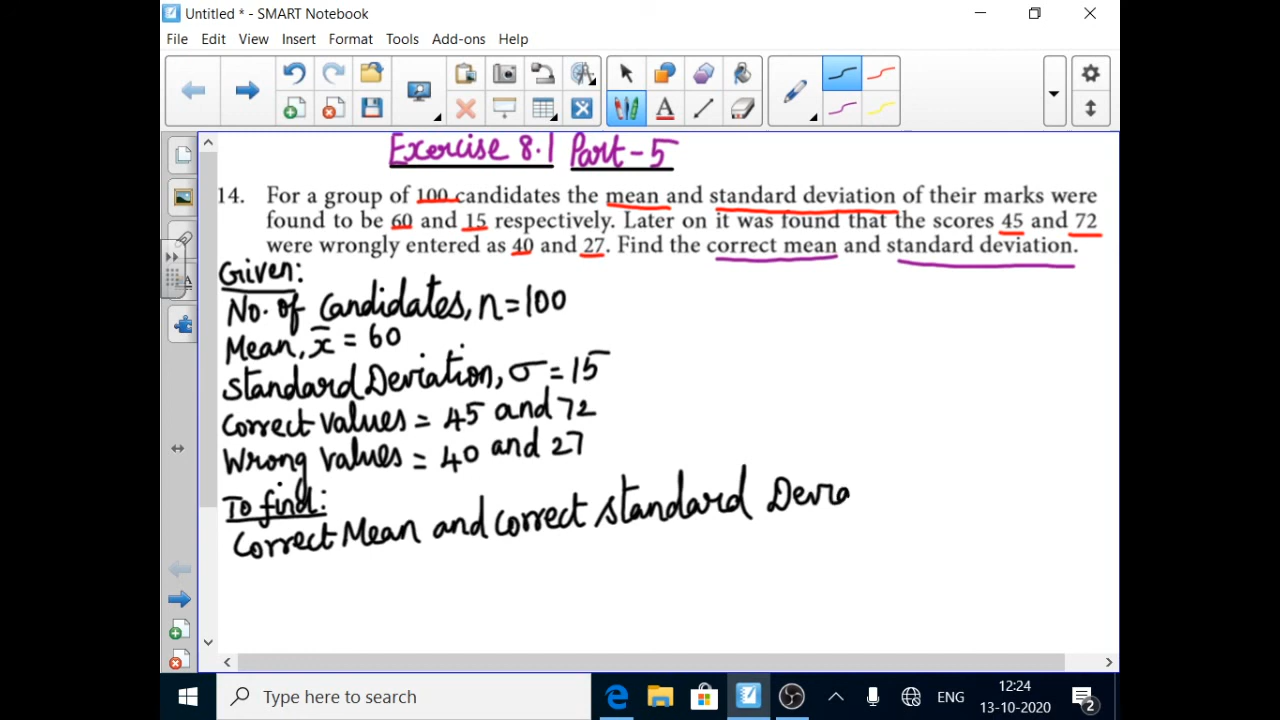 Untitled * - SMART Notebook
File Edit View Insert Format Tools Add-ons Help
Exercise 8.1 Part-5
14. For a group of 100 candidates the mean and standard deviation of their marks were
found to be 60 and 15 respectively. Later on it was found that the scores 45 and 72
were wrongly entered as 40 and 27. Find the correct mean and standard deviation.
Given:
No. of Candidates, n=100
Mean, x̄ = 60
Standard Deviation, σ = 15
Correct values = 45 and 72
Wrong values = 40 and 27
To find:
Correct Mean and correct standard Devia
Type here to search
ENG
12:24
13-10-2020
2